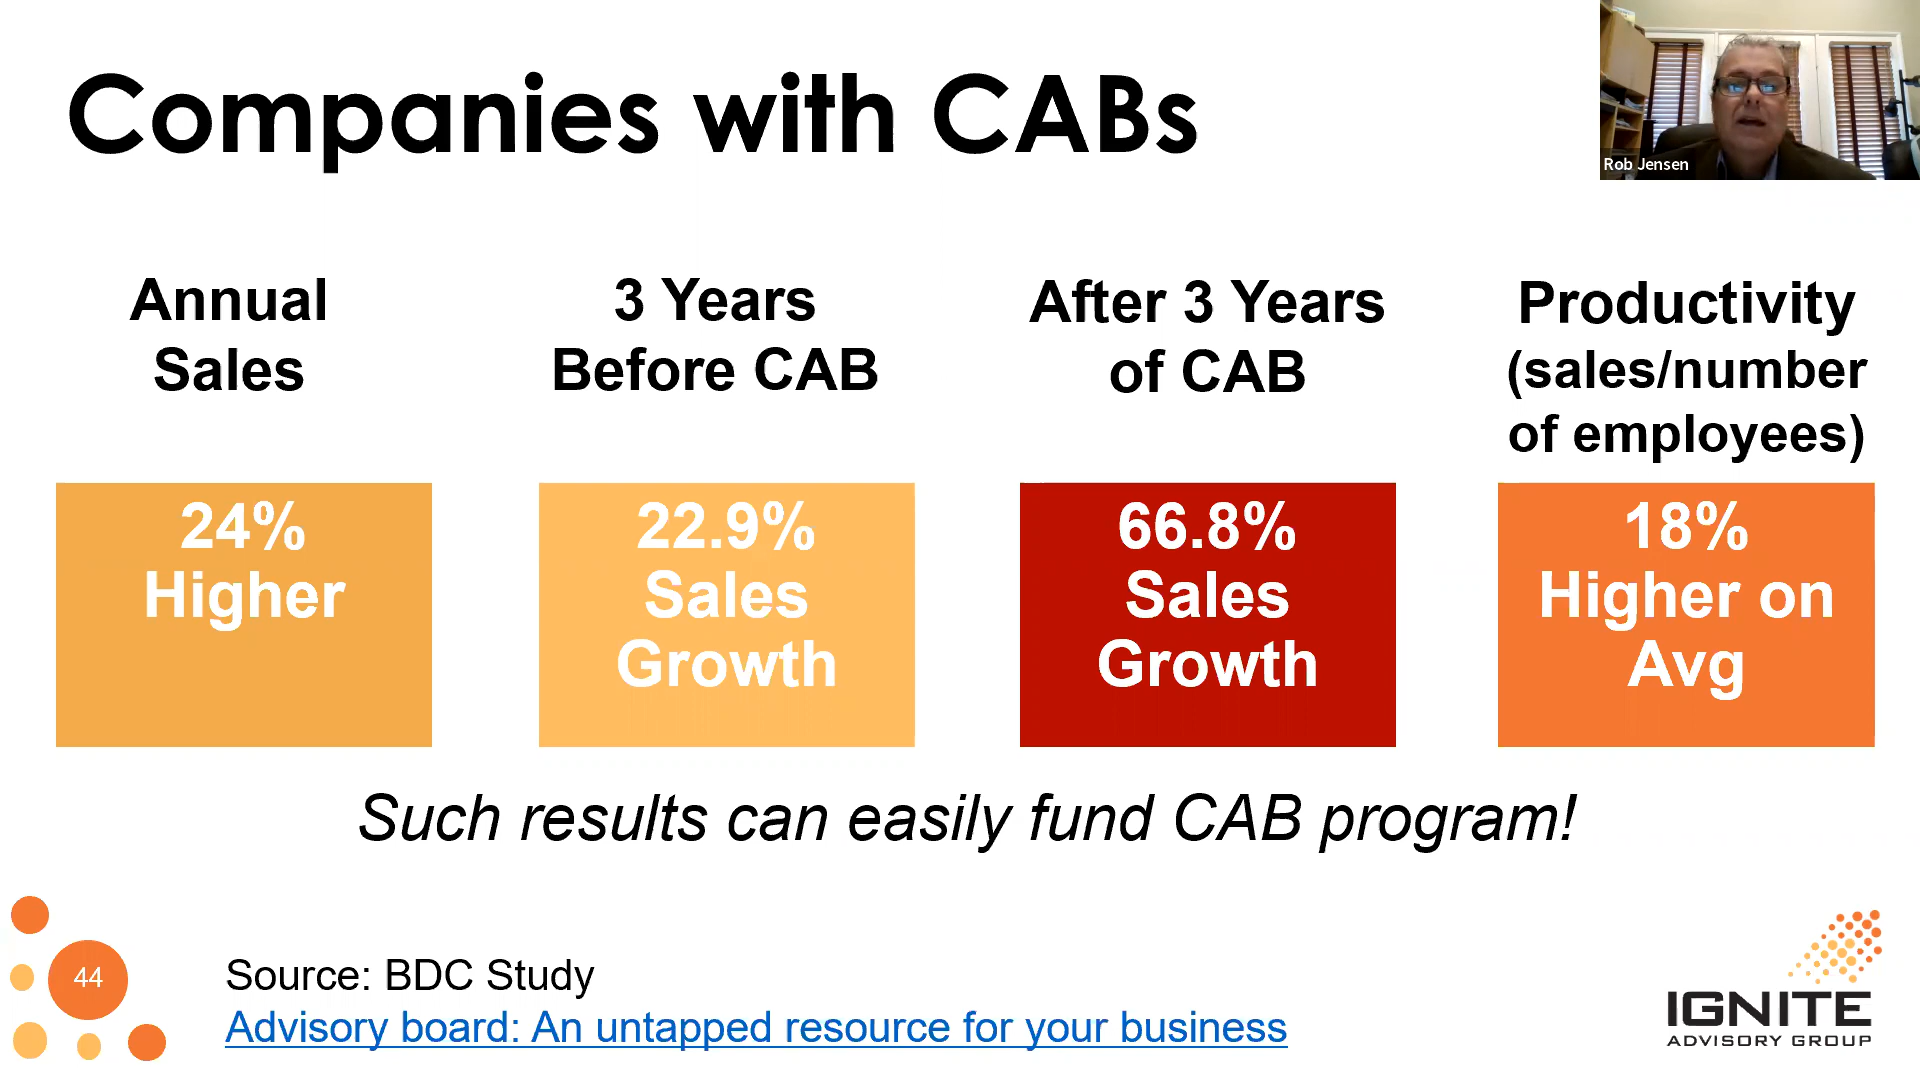 Companies with CABs
Rob Jensen
Annual
Sales
3 Years
Before CAB
After 3 Years
of CAB
Productivity
(sales/number
of employees)
24%
Higher
22.9%
Sales
Growth
66.8%
Sales
Growth
18%
Higher on
Avg
Such results can easily fund CAB program!
44
Source: BDC Study
Advisory board: An untapped resource for your business
IGNITE
ADVISORY GROUP